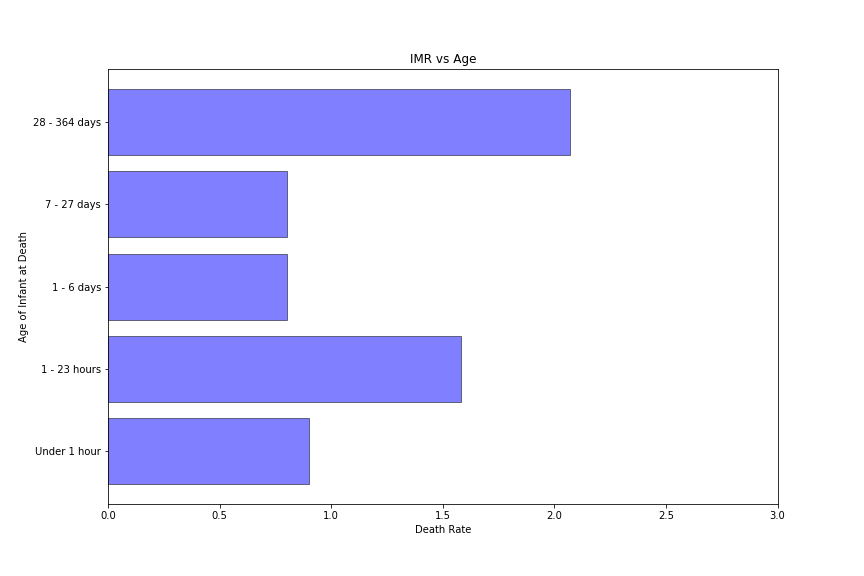 IMR vs Age
28 - 364 days
7 - 27 days
1 - 6 days
1 - 23 hours
Under 1 hour
Age of Infant at Death
0.0 0.5 1.0 1.5 2.0 2.5 3.0
Death Rate